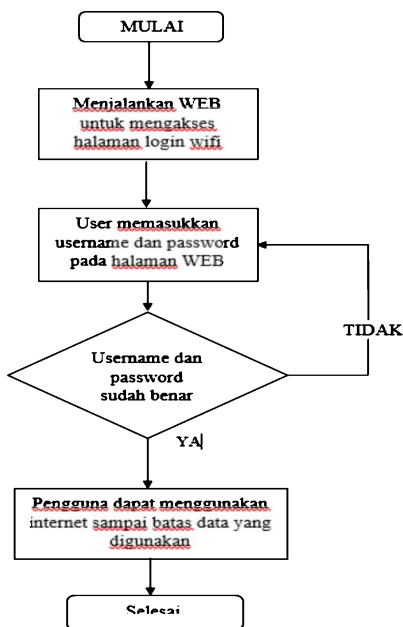 MULAI
Menjalankan WEB
untuk mengakses
halaman login wifi
User memasukkan
username dan password
pada halaman WEB
TIDAK
Username dan
password
sudah benar
YA
Pengguna dapat menggunakan
internet sampai batas data yang
digunakan
Selesai